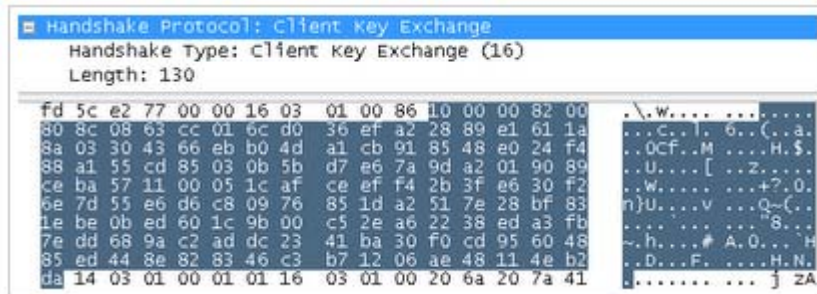 Handshake Protocol: Client Key Exchange
Handshake Type: Client Key Exchange (16)
Length: 130
fd 5c e2 77 00 00 16 03 01 00 86 10 00 00 82 00 .\.w.... ........
80 8c 08 63 cc 01 6c d0 36 ef a2 28 89 e1 61 1a ...c..l. 6..(..a.
8a 03 30 43 66 eb b0 4d a1 cb 91 85 48 e0 24 f4 ..0Cf..M ....H.$.
88 a1 55 cd 85 03 0b 5b d7 e6 7a 9d a2 01 90 89 ..U....[ ..z.....
ce ba 57 11 00 05 1c af ce ef f4 2b 3f e6 30 f2 ..W..... ...+?.0.
6e 7d 55 e6 d6 c8 09 76 85 1d a2 51 7e 28 bf 83 n}U....v ...Q~(..
1e be 0b ed 60 1c 9b 00 c5 2e a6 22 38 ed a3 fb ....`... ..."8...
7e dd 68 9a c2 ad dc 23 41 ba 30 f0 cd 95 60 48 ~.h....# A.0...`H
85 ed 44 8e 82 83 46 c3 b7 12 06 ae 48 11 4e b2 ..D...F. ....H.N.
da 14 03 01 00 01 01 16 03 01 00 20 6a 20 7a 41 ........ ... j zA